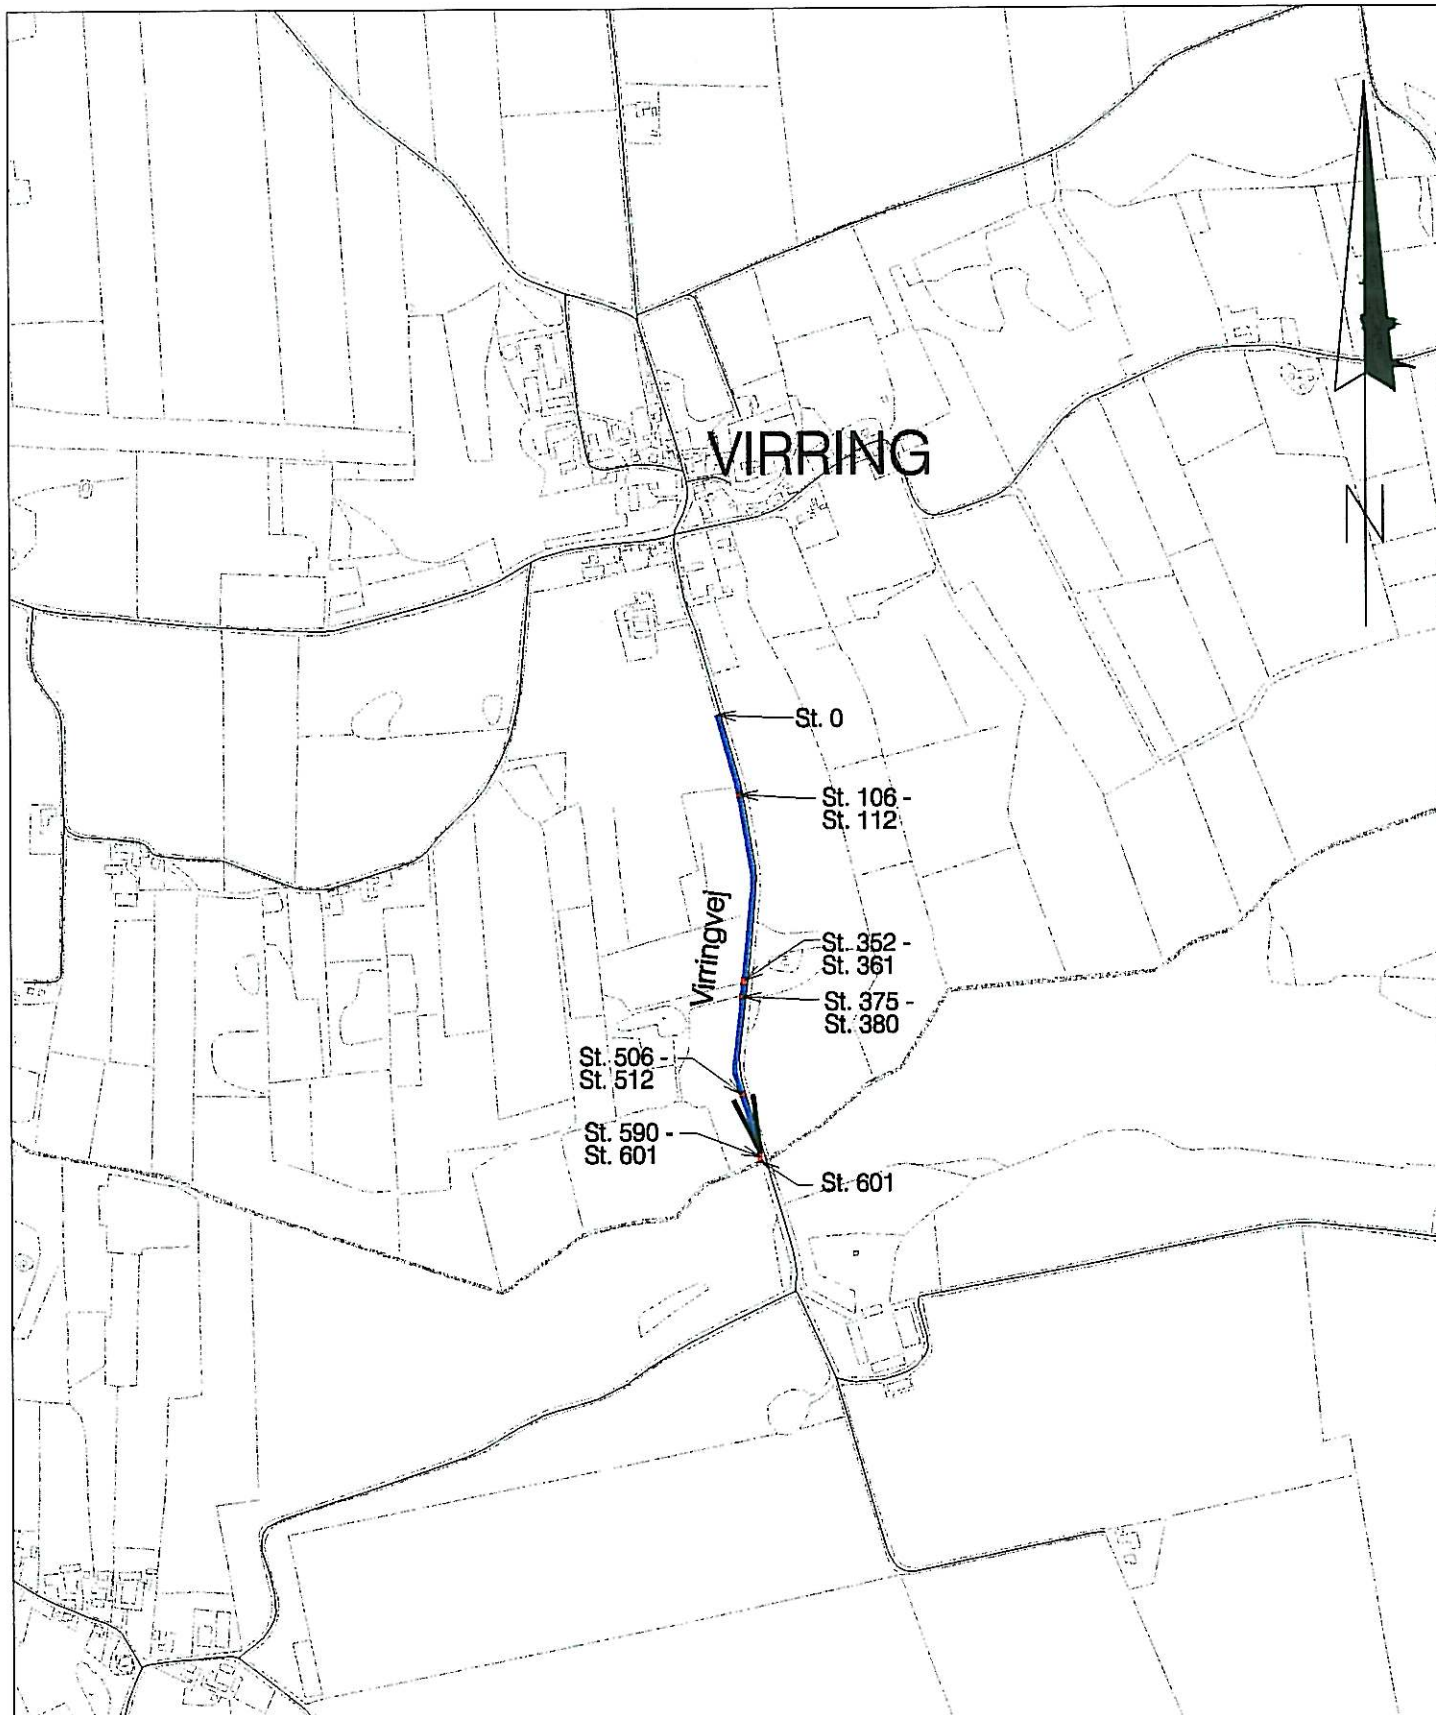 VIRRING
N
St. 0
St. 106 -
St. 112
Virringvej
St. 352 -
St. 361
St. 375 -
St. 380
St. 506 -
St. 512
St. 590 -
St. 601
St. 601